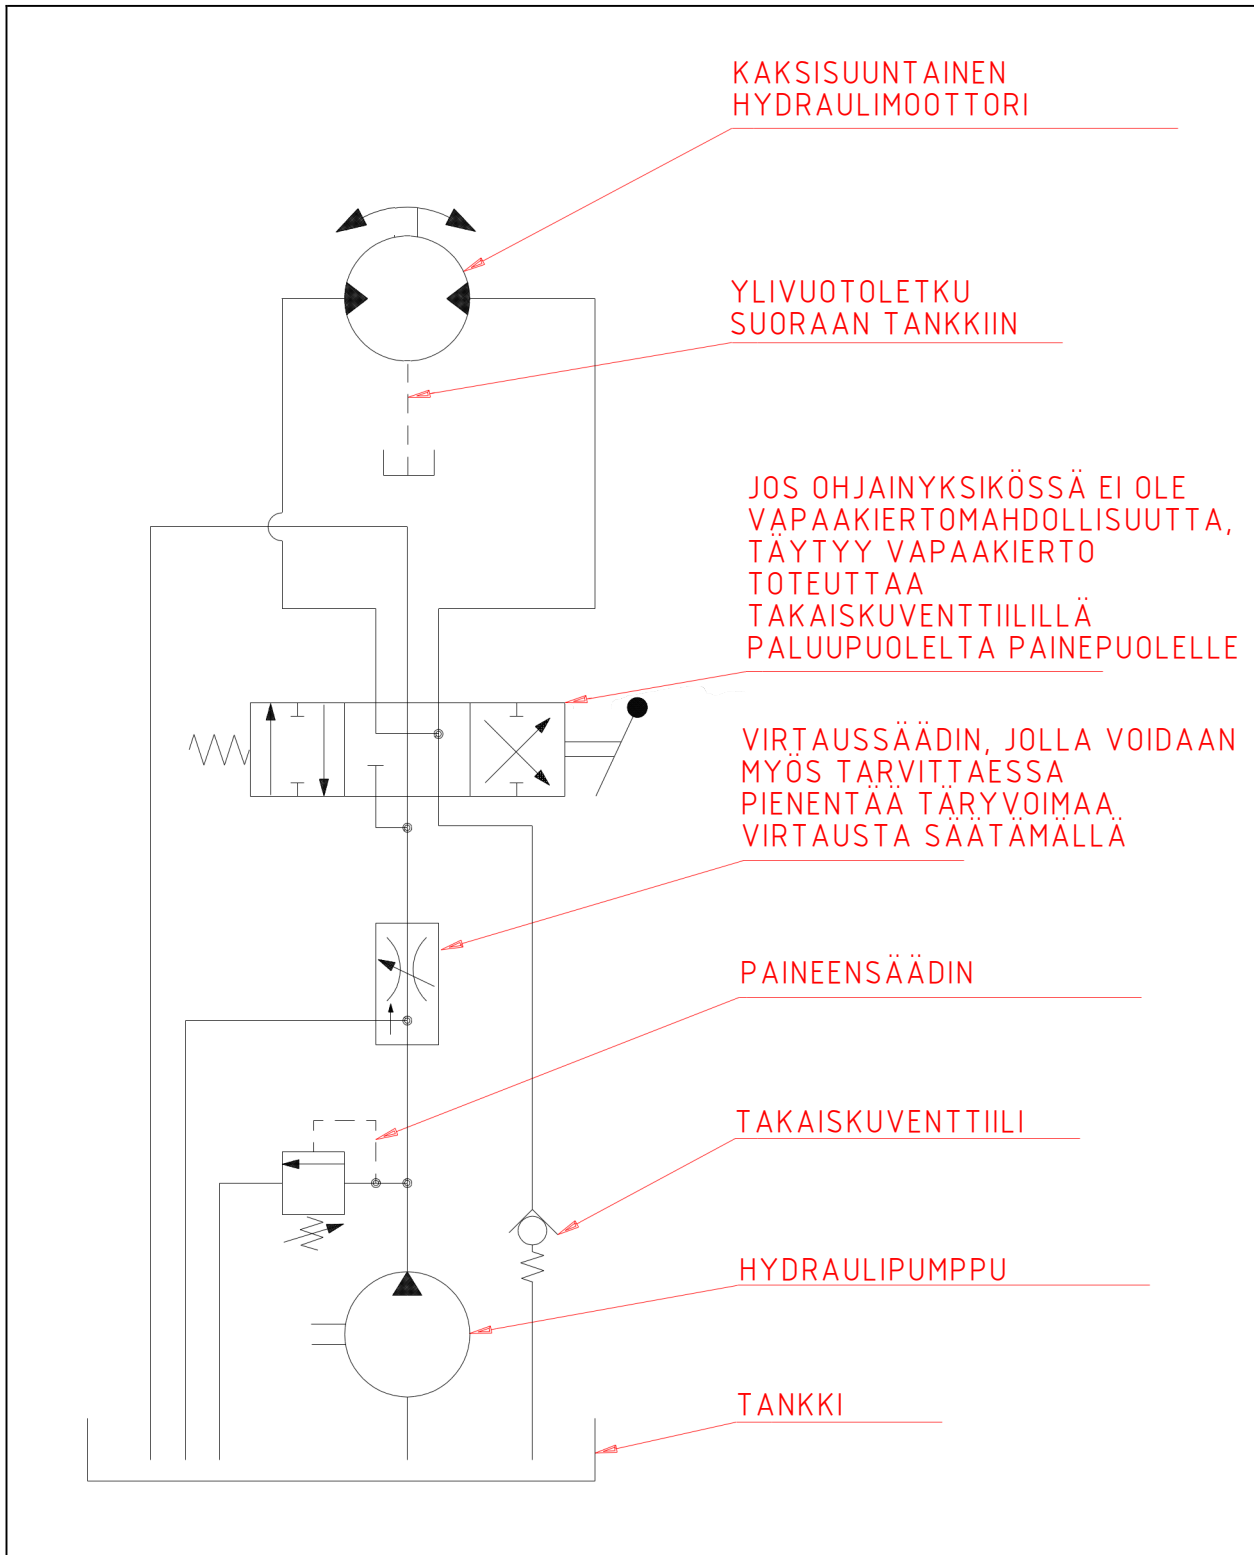 KAKSISUUNTAINEN
HYDRAULIMOOTTORI
YLIVUOTOLETKU
SUORAAN TANKKIIN
JOS OHJAINYKSIKÖSSÄ EI OLE
VAPAAKIERTOMAHDOLLISUUTTA,
TÄYTYY VAPAAKIERTO
TOTEUTTAA
TAKAISKUVENTTIILILLÄ
PALUUPUOLELTA PAINEPUOLELLE
VIRTAUSSÄÄDIN, JOLLA VOIDAAN
MYÖS TARVITTAESSA
PIENENTÄÄ TÄRYVOIMAA
VIRTAUSTA SÄÄTÄMÄLLÄ
PAINEENSÄÄDIN
TAKAISKUVENTTIILI
HYDRAULIPUMPPU
TANKKI